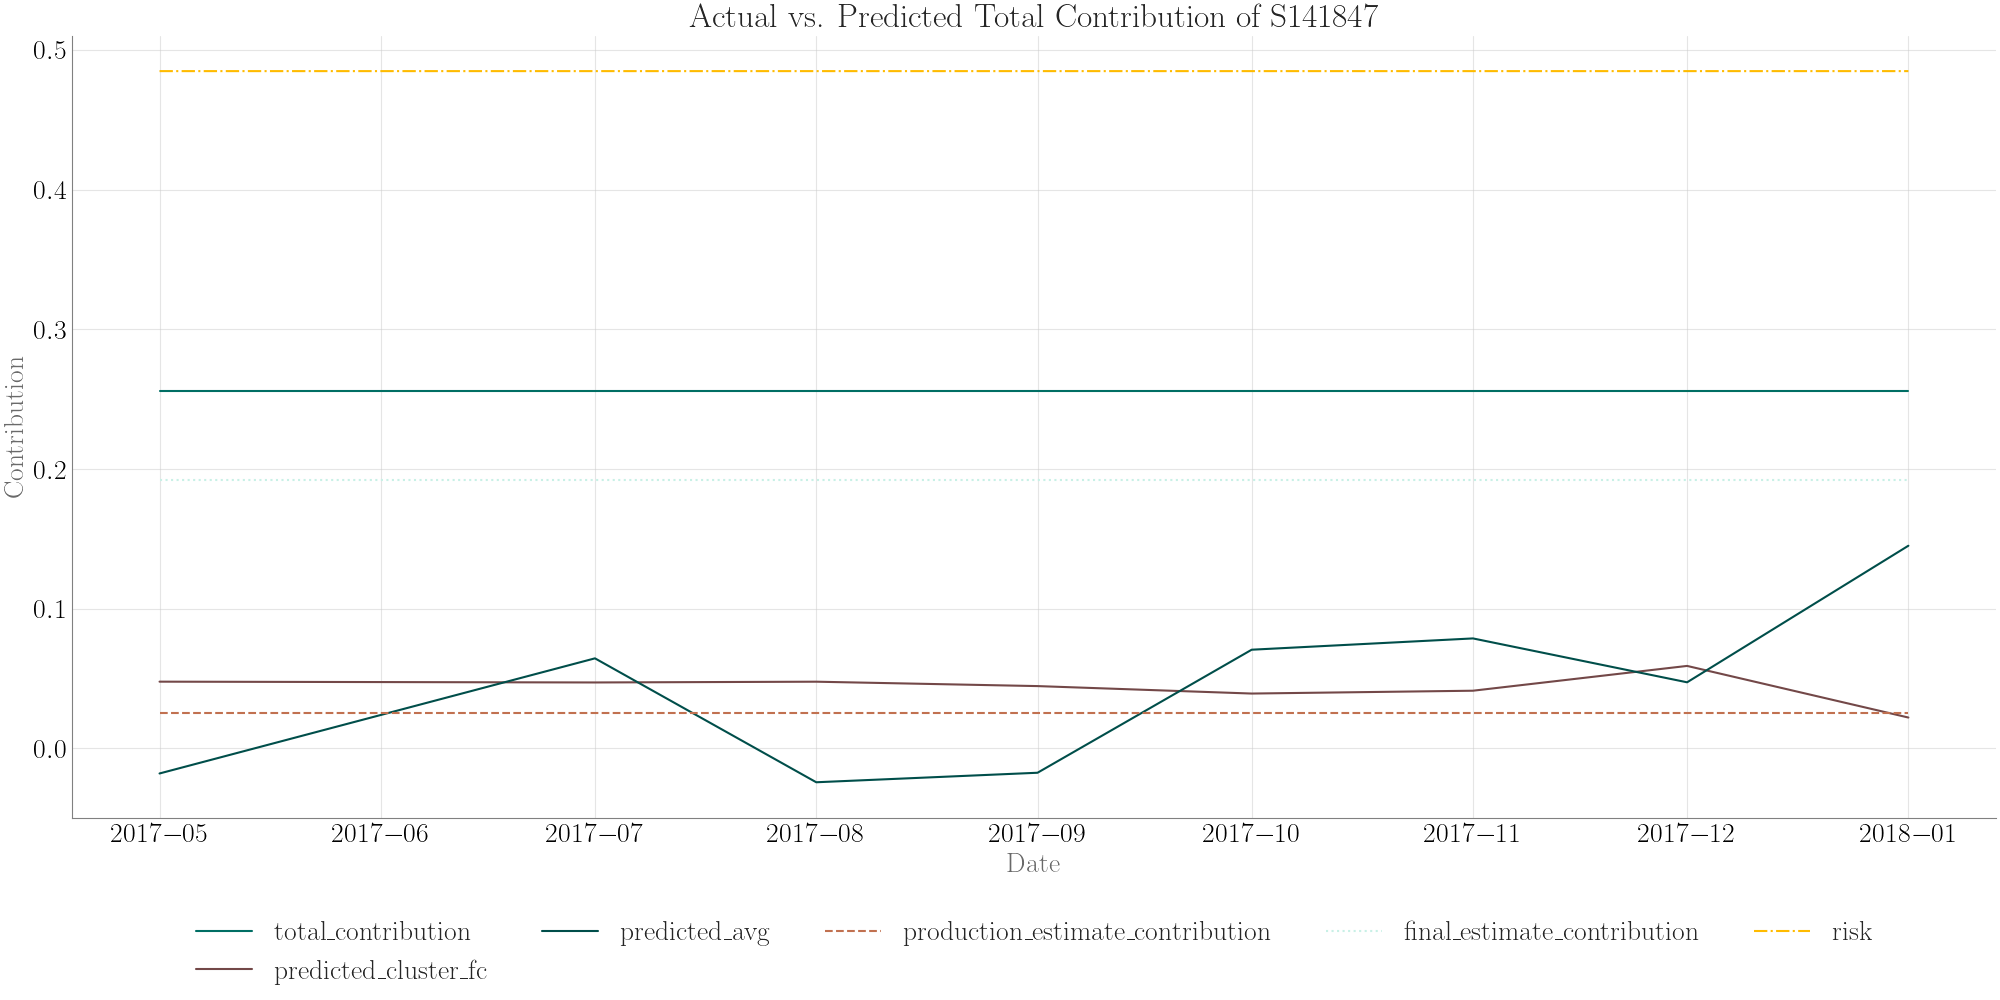 Actual vs. Predicted Total Contribution of S141847
0.5
0.4
0.3
0.2
0.1
0.0
Contribution
2017–05 2017–06 2017–07 2017–08 2017–09 2017–10 2017–11 2017–12 2018–01
Date
total_contribution predicted_avg production_estimate_contribution final_estimate_contribution risk
predicted_cluster_fc